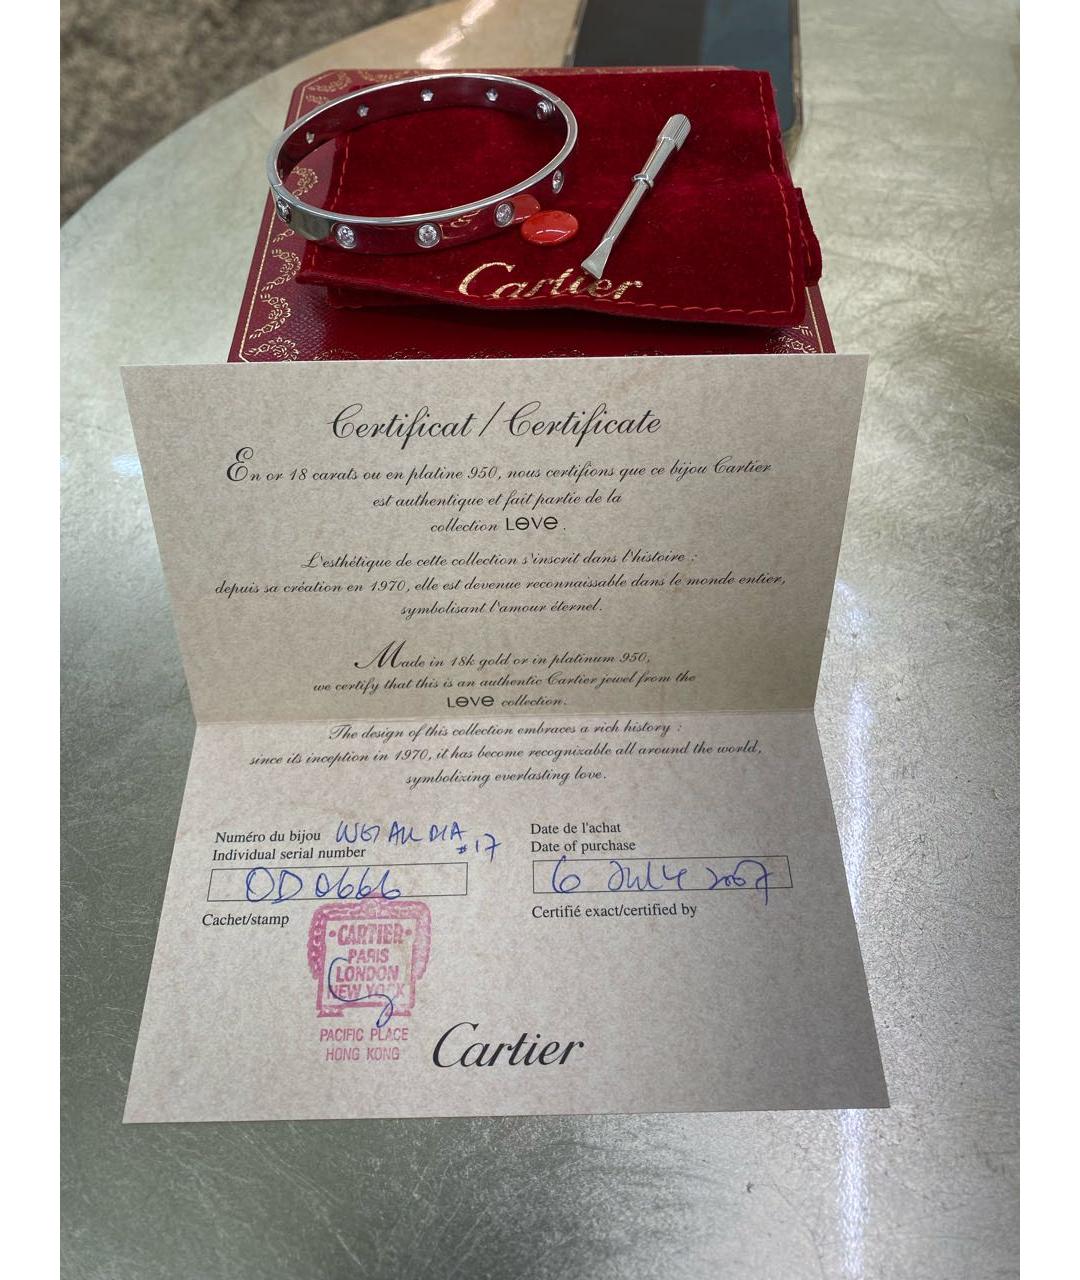 Cartier
Certificat / Certificate
En or 18 carats ou en platine 950, nous certifions que ce bijou Cartier
est authentique et fait partie de la
collection LOVE.
L'esthétique de cette collection s'inscrit dans l'histoire :
depuis sa création en 1970, elle est devenue reconnaissable dans le monde entier,
symbolisant l'amour éternel.
Made in 18k gold or in platinum 950,
we certify that this is an authentic Cartier jewel from the
LOVE collection.
The design of this collection embraces a rich history :
since its inception in 1970, it has become recognizable all around the world,
symbolizing everlasting love.
Numéro du bijou
Individual serial number #17
OD0666
Date de l'achat
Date of purchase
6 July 2007
Cachet/stamp
Certifié exact/certified by
CARTIER
PARIS
LONDON
NEW YORK
PACIFIC PLACE
HONG KONG
Cartier